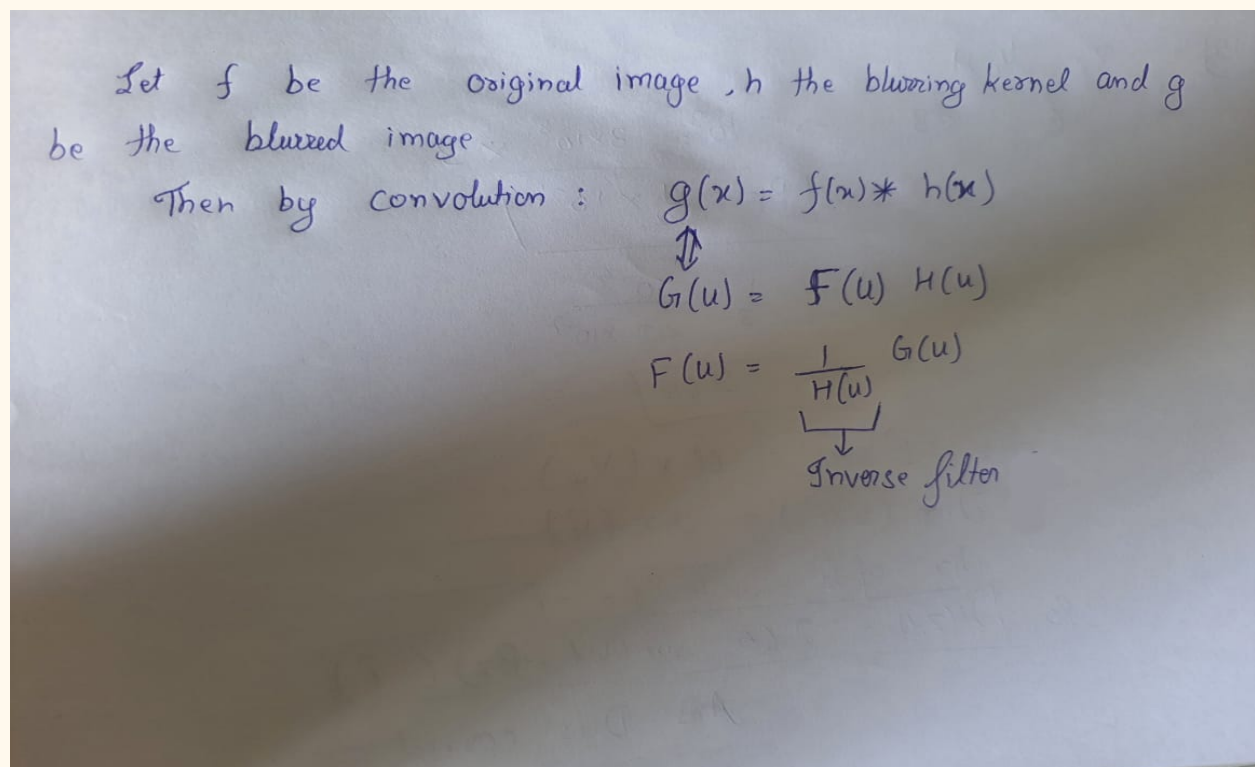 Let f be the original image, h the blurring kernel and g
be the blurred image
Then by convolution : g(x) = f(x) * h(x)
⇕
G(u) = F(u) H(u)
F(u) = 1/H(u) G(u)
Inverse filter